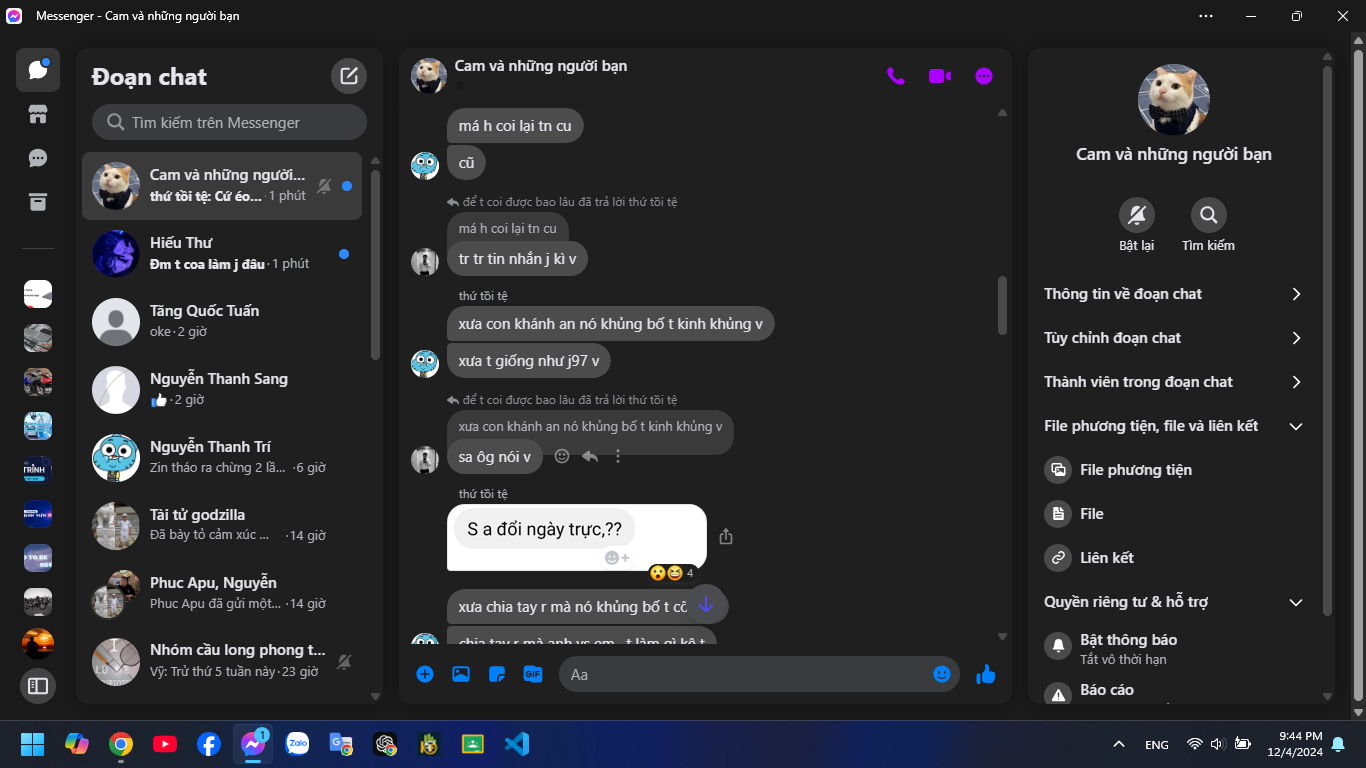 Messenger - Cam và những người bạn
Đoạn chat
Tìm kiếm trên Messenger
Cam và những người...
thứ tồi tệ: Cứ éo... · 1 phút
Hiếu Thư
Đm t coa làm j đâu · 1 phút
Tăng Quốc Tuấn
oke · 2 giờ
Nguyễn Thanh Sang
👍 · 2 giờ
Nguyễn Thanh Trí
Zin tháo ra chừng 2 lầ... · 6 giờ
Tài tử godzilla
Đã bày tỏ cảm xúc ... · 14 giờ
Phuc Apu, Nguyễn
Phuc Apu đã gửi một... · 14 giờ
Nhóm cầu long phong t...
Vỹ: Trừ thứ 5 tuần này · 23 giờ
Cam và những người bạn
má h coi lại tn cu
cũ
để t coi được bao lâu đã trả lời thứ tồi tệ
má h coi lại tn cu
tr tr tin nhắn j kì v
thứ tồi tệ
xưa con khánh an nó khủng bố t kinh khủng v
xưa t giống như j97 v
để t coi được bao lâu đã trả lời thứ tồi tệ
xưa con khánh an nó khủng bố t kinh khủng v
sa ôg nói v
thứ tồi tệ
S a đổi ngày trực,??
😮😆 4
xưa chia tay r mà nó khủng bố t
chia tay r mà anh vs em
GIF
Aa
Cam và những người bạn
Bật lại
Tìm kiếm
Thông tin về đoạn chat
Tùy chỉnh đoạn chat
Thành viên trong đoạn chat
File phương tiện, file và liên kết
File phương tiện
File
Liên kết
Quyền riêng tư & hỗ trợ
Bật thông báo
Tắt vô thời hạn
Báo cáo
1
Zalo
ENG
9:44 PM
12/4/2024